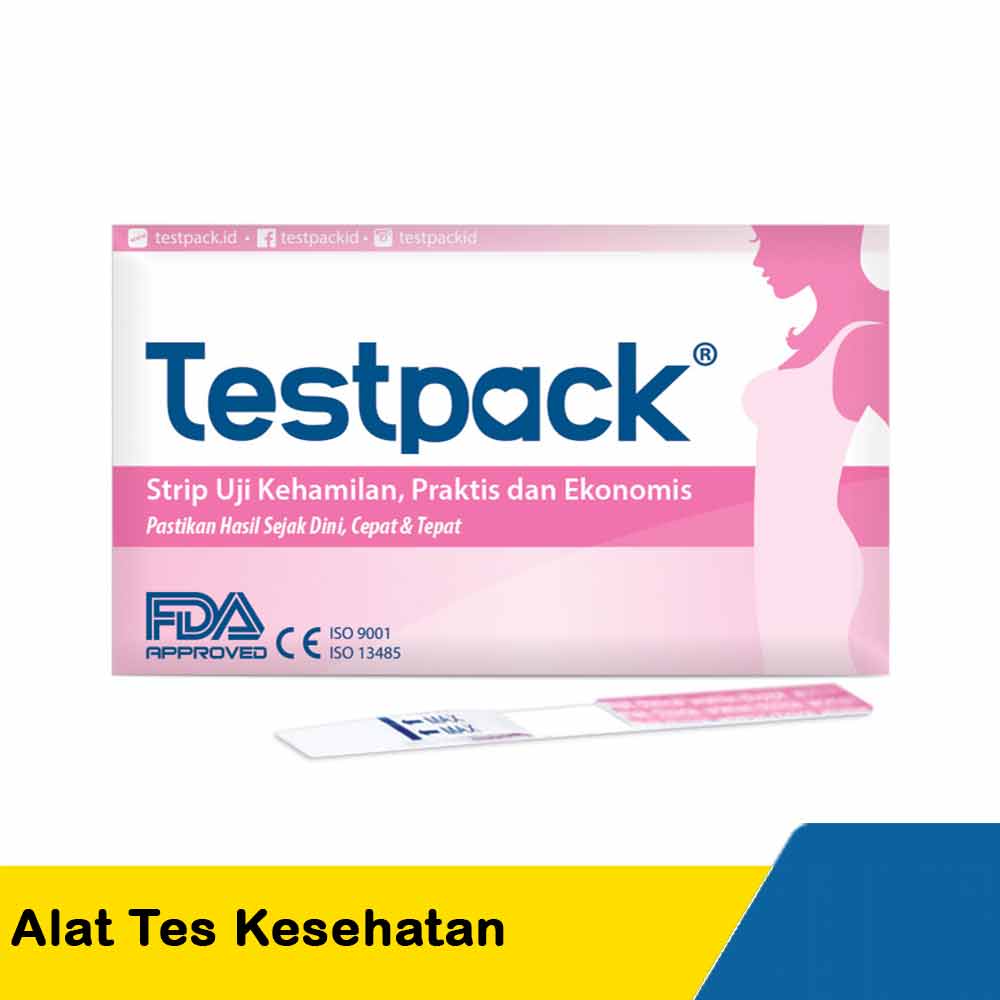 testpack.id • testpackid • testpackid
Testpack®
Strip Uji Kehamilan, Praktis dan Ekonomis
Pastikan Hasil Sejak Dini, Cepat & Tepat
FDA
APPROVED
CE
ISO 9001
ISO 13485
MAX
MAX
Alat Tes Kesehatan